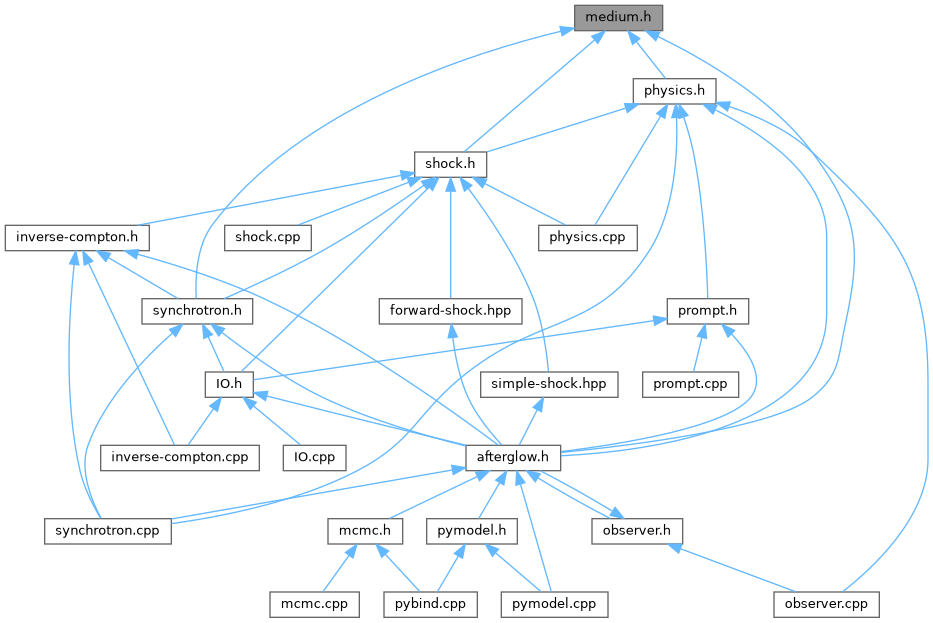 medium.h
physics.h
shock.h
inverse-compton.h
shock.cpp
physics.cpp
synchrotron.h
forward-shock.hpp
prompt.h
IO.h
simple-shock.hpp
prompt.cpp
inverse-compton.cpp
IO.cpp
afterglow.h
synchrotron.cpp
mcmc.h
pymodel.h
observer.h
mcmc.cpp
pybind.cpp
pymodel.cpp
observer.cpp